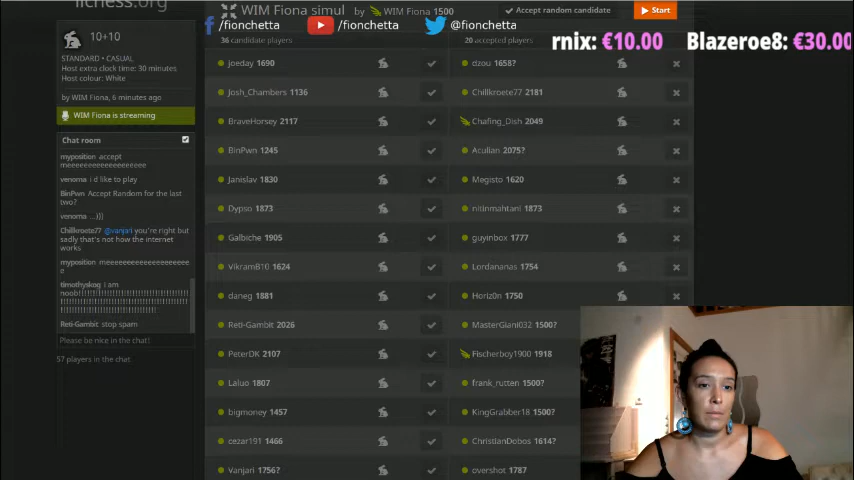 lichess.org
WIM Fiona simul by WIM Fiona 1500
Accept random candidate
Start
/fionchetta /fionchetta @fionchetta
rnix: €10.00 Blazeroe8: €30.00
10+10
STANDARD • CASUAL
Host extra clock time: 30 minutes
Host colour: White
by WIM Fiona, 6 minutes ago
WIM Fiona is streaming
Chat room
myposition accept
meeeeeeeeeeeeeeeeee
venoma i d like to play
BinPwn Accept Random for the last
two?
venoma ...)))
Chillkroete77 @vanjari you're right but
sadly that's not how the internet
works
myposition meeeeeeeeeeeeeeeeeeee
e
timothyskog i am
Reti-Gambit stop spam
Please be nice in the chat!
57 players in the chat
36 candidate players
Joeday 1690
Josh_Chambers 1136
BraveHorsey 2117
BinPwn 1245
Janislav 1830
Dypso 1873
Galbiche 1905
VikramB10 1624
daneg 1881
Reti-Gambit 2026
PeterDK 2107
Laluo 1807
bigmoney 1457
cezar191 1466
Vanjari 1756?
20 accepted players
dzou 1658?
Chillkroete77 2181
Chafing_Dish 2049
Aculian 2075?
Megisto 1620
nitinmahtani 1873
guyinbox 1777
Lordananas 1754
Horiz0n 1750
MasterGiani032 1500?
Fischerboy1900 1918
frank_rutten 1500?
KingGrabber18 1500?
ChristianDobos 1614?
overshot 1787